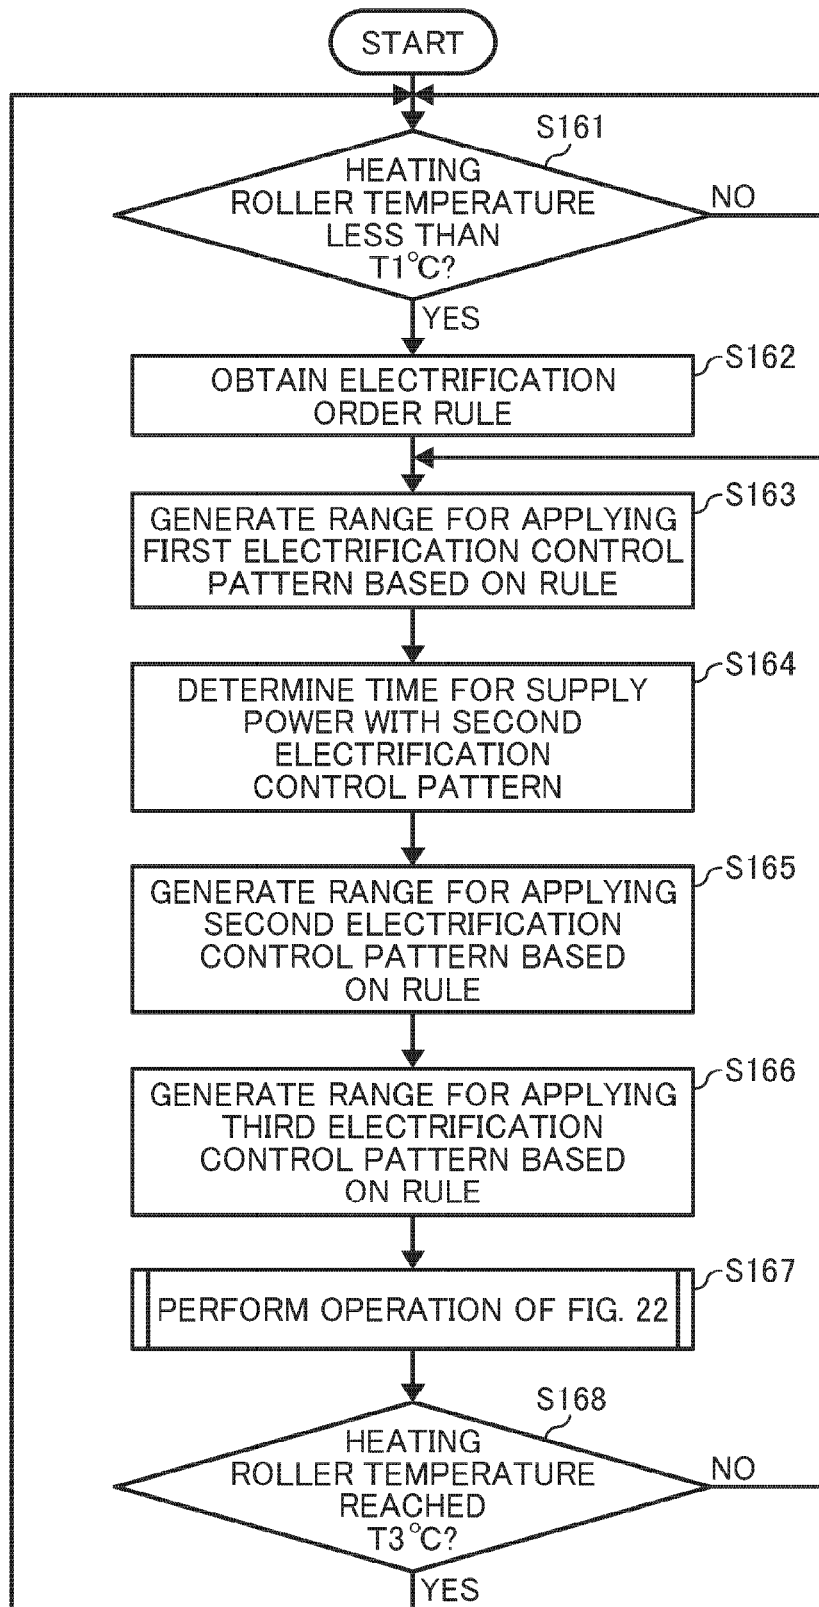 START
S161
HEATING
ROLLER TEMPERATURE
LESS THAN
T1°C?
NO
YES
S162
OBTAIN ELECTRIFICATION
ORDER RULE
S163
GENERATE RANGE FOR APPLYING
FIRST ELECTRIFICATION CONTROL
PATTERN BASED ON RULE
S164
DETERMINE TIME FOR SUPPLY
POWER WITH SECOND
ELECTRIFICATION
CONTROL PATTERN
S165
GENERATE RANGE FOR APPLYING
SECOND ELECTRIFICATION
CONTROL PATTERN BASED
ON RULE
S166
GENERATE RANGE FOR APPLYING
THIRD ELECTRIFICATION
CONTROL PATTERN BASED
ON RULE
S167
PERFORM OPERATION OF FIG. 22
S168
HEATING
ROLLER TEMPERATURE
REACHED
T3°C?
NO
YES